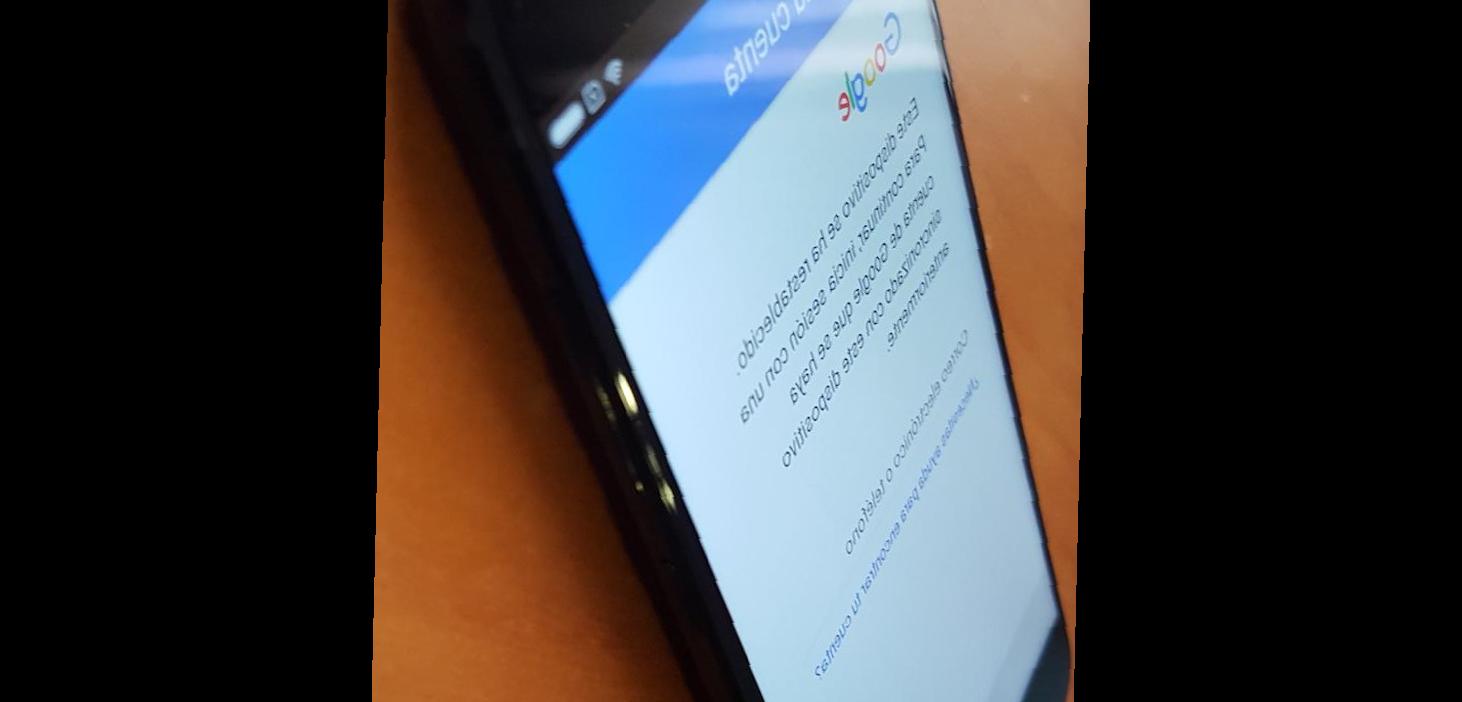 tu cuenta
Google
Este dispositivo se ha restablecido.
Para continuar, inicia sesión con una
cuenta de Google que se haya
sincronizado con este dispositivo
anteriormente.
Correo electrónico o teléfono
¿Necesitas ayuda para encontrar tu cuenta?